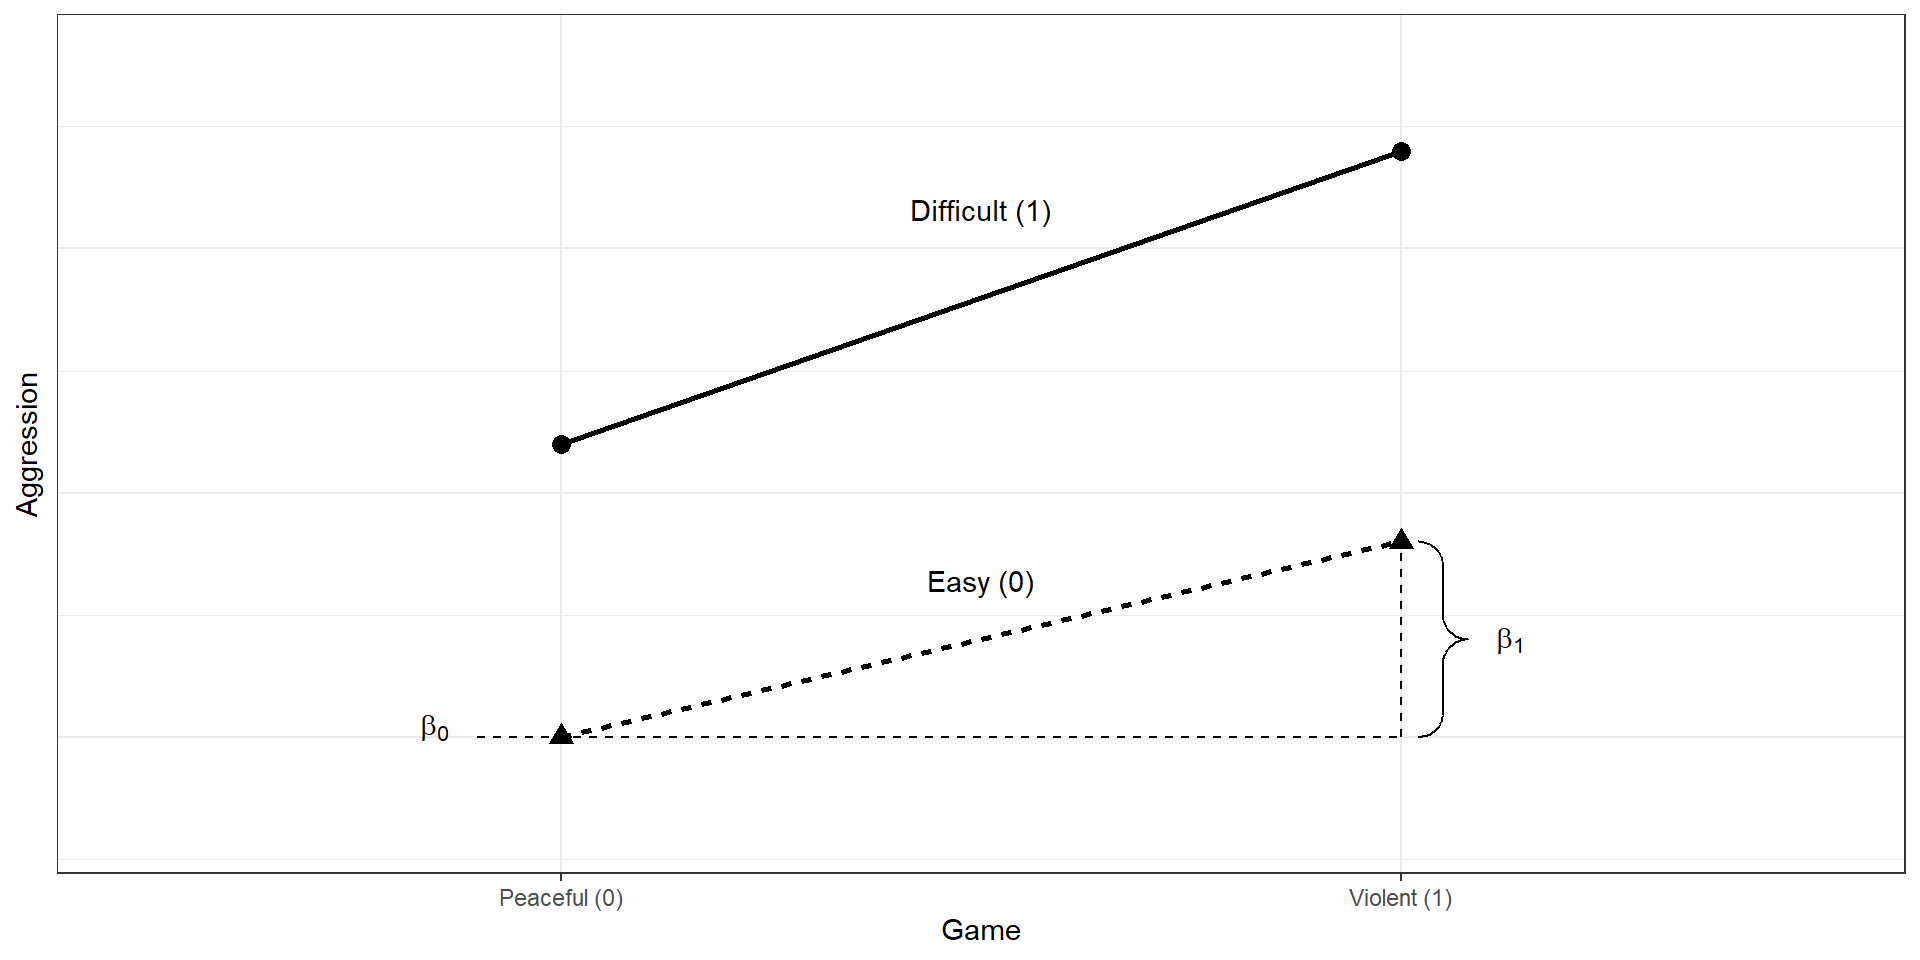 Difficult (1)
Aggression
Easy (0)
β1
β0
Peaceful (0)
Violent (1)
Game